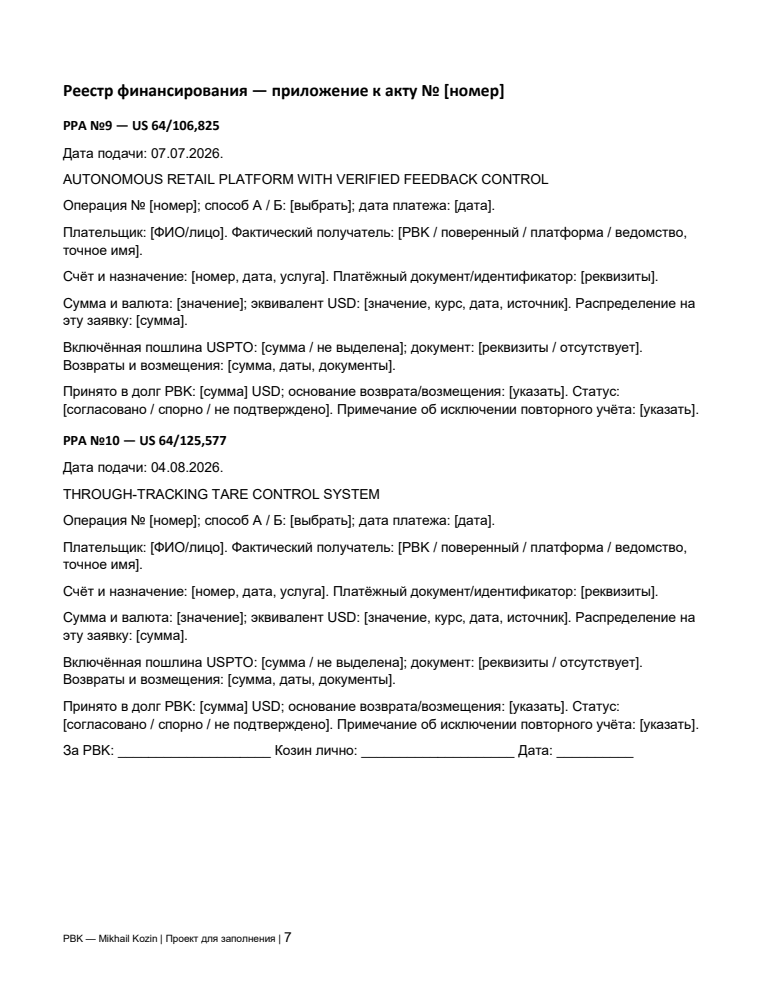 Реестр финансирования — приложение к акту № [номер]
PPA №9 — US 64/106,825
Дата подачи: 07.07.2026.
AUTONOMOUS RETAIL PLATFORM WITH VERIFIED FEEDBACK CONTROL
Операция № [номер]; способ А / Б: [выбрать]; дата платежа: [дата].
Плательщик: [ФИО/лицо]. Фактический получатель: [РВК / поверенный / платформа / ведомство,
точное имя].
Счёт и назначение: [номер, дата, услуга]. Платёжный документ/идентификатор: [реквизиты].
Сумма и валюта: [значение]; эквивалент USD: [значение, курс, дата, источник]. Распределение на
эту заявку: [сумма].
Включённая пошлина USPTO: [сумма / не выделена]; документ: [реквизиты / отсутствует].
Возвраты и возмещения: [сумма, даты, документы].
Принято в долг РВК: [сумма] USD; основание возврата/возмещения: [указать]. Статус:
[согласовано / спорно / не подтверждено]. Примечание об исключении повторного учёта: [указать].
PPA №10 — US 64/125,577
Дата подачи: 04.08.2026.
THROUGH-TRACKING TARE CONTROL SYSTEM
Операция № [номер]; способ А / Б: [выбрать]; дата платежа: [дата].
Плательщик: [ФИО/лицо]. Фактический получатель: [РВК / поверенный / платформа / ведомство,
точное имя].
Счёт и назначение: [номер, дата, услуга]. Платёжный документ/идентификатор: [реквизиты].
Сумма и валюта: [значение]; эквивалент USD: [значение, курс, дата, источник]. Распределение на
эту заявку: [сумма].
Включённая пошлина USPTO: [сумма / не выделена]; документ: [реквизиты / отсутствует].
Возвраты и возмещения: [сумма, даты, документы].
Принято в долг РВК: [сумма] USD; основание возврата/возмещения: [указать]. Статус:
[согласовано / спорно / не подтверждено]. Примечание об исключении повторного учёта: [указать].
За РВК: ____________________ Козин лично: ____________________ Дата: __________
РВК — Mikhail Kozin | Проект для заполнения | 7